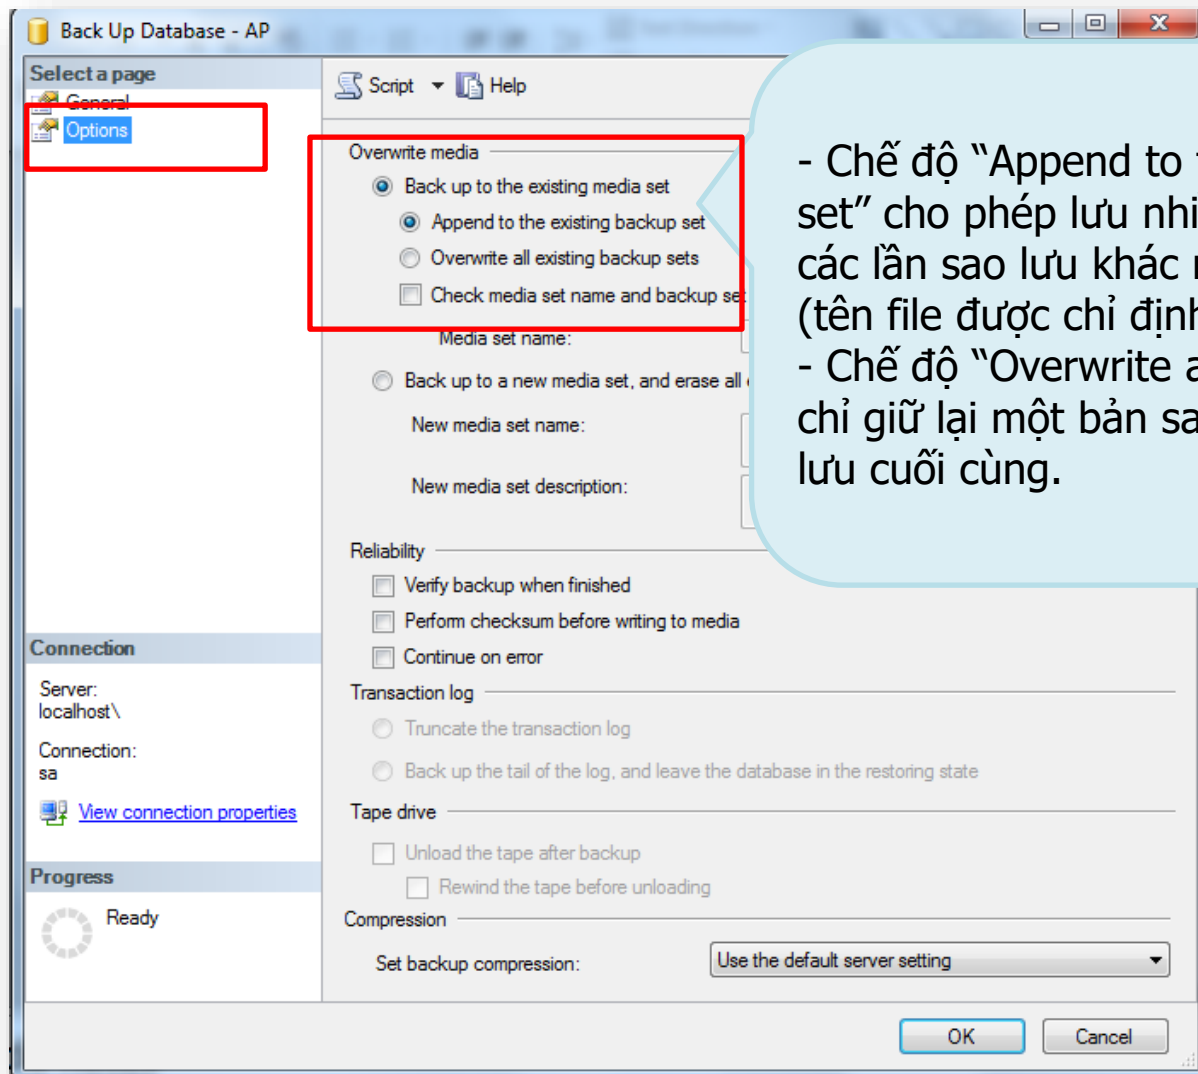 Back Up Database - AP
Select a page
General
Options
Script
Help
Overwrite media
Back up to the existing media set
Append to the existing backup set
Overwrite all existing backup sets
Check media set name and backup set
Media set name:
Back up to a new media set, and erase all
New media set name:
New media set description:
- Chế độ “Append to
set” cho phép lưu
các lần sao lưu khác
(tên file được chỉ định
- Chế độ “Overwrite
chỉ giữ lại một bản
lưu cuối cùng.
Reliability
Verify backup when finished
Perform checksum before writing to media
Continue on error
Transaction log
Truncate the transaction log
Back up the tail of the log, and leave the database in the restoring state
Tape drive
Unload the tape after backup
Rewind the tape before unloading
Compression
Set backup compression:
Use the default server setting
Connection
Server:
localhost\
Connection:
sa
View connection properties
Progress
Ready
OK
Cancel